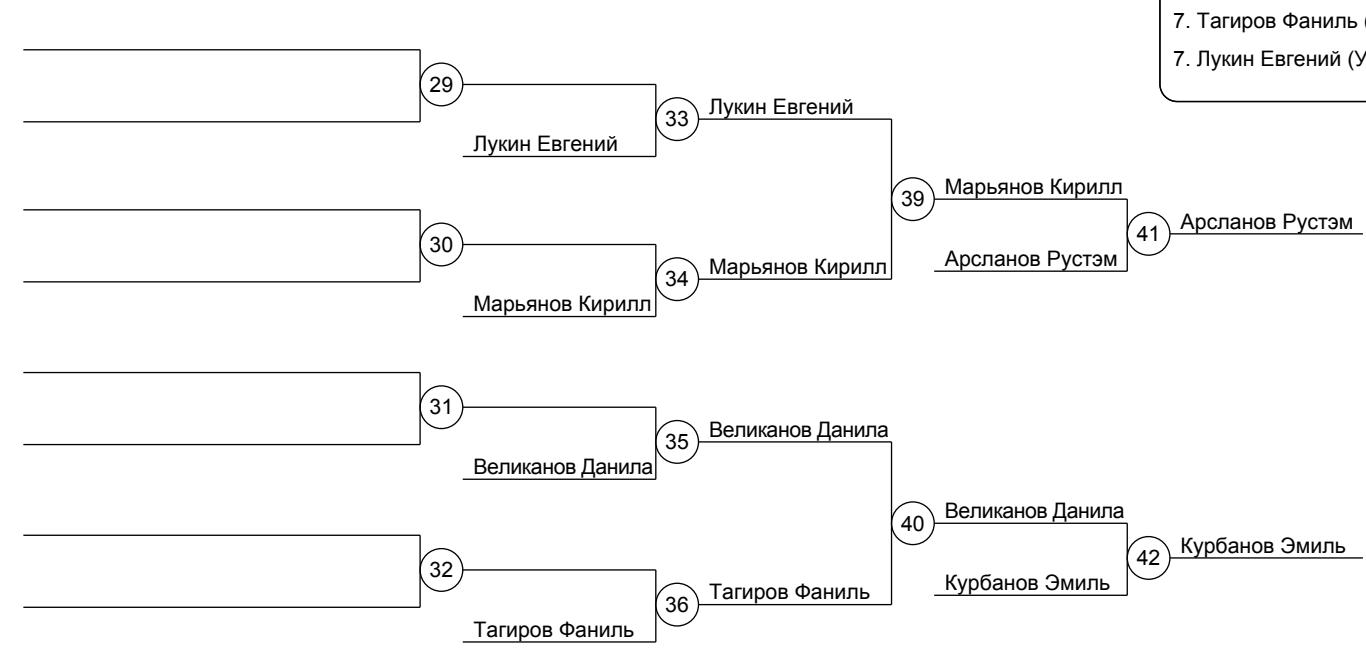 7. Тагиров Фаниль (
7. Лукин Евгений (У
29
33
Лукин Евгений
Лукин Евгений
39
Марьянов Кирилл
30
34
Марьянов Кирилл
Марьянов Кирилл
41
Арсланов Рустэм
Арсланов Рустэм
31
35
Великанов Данила
Великанов Данила
40
Великанов Данила
32
36
Тагиров Фаниль
Тагиров Фаниль
42
Курбанов Эмиль
Курбанов Эмиль